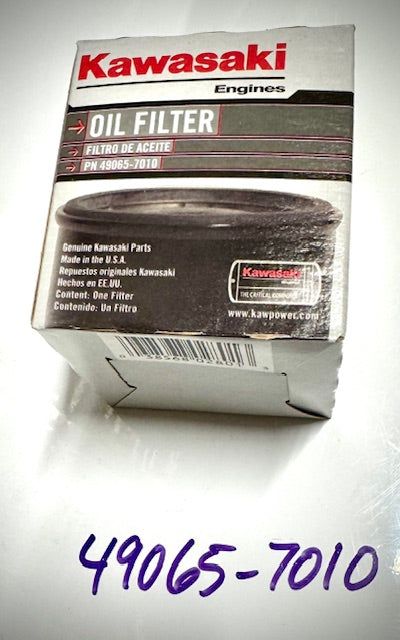 Kawasaki
Engines
OIL FILTER
FILTRO DE ACEITE
PN 49065-7010
Genuine Kawasaki Parts
Made in the U.S.A.
Repuestos originales Kawasaki
Hechos en EE.UU.
Content: One Filter
Contenido: Un Filtro
Kawasaki
THE CRITICAL COMPONENT
www.kawpower.com
49065-7010